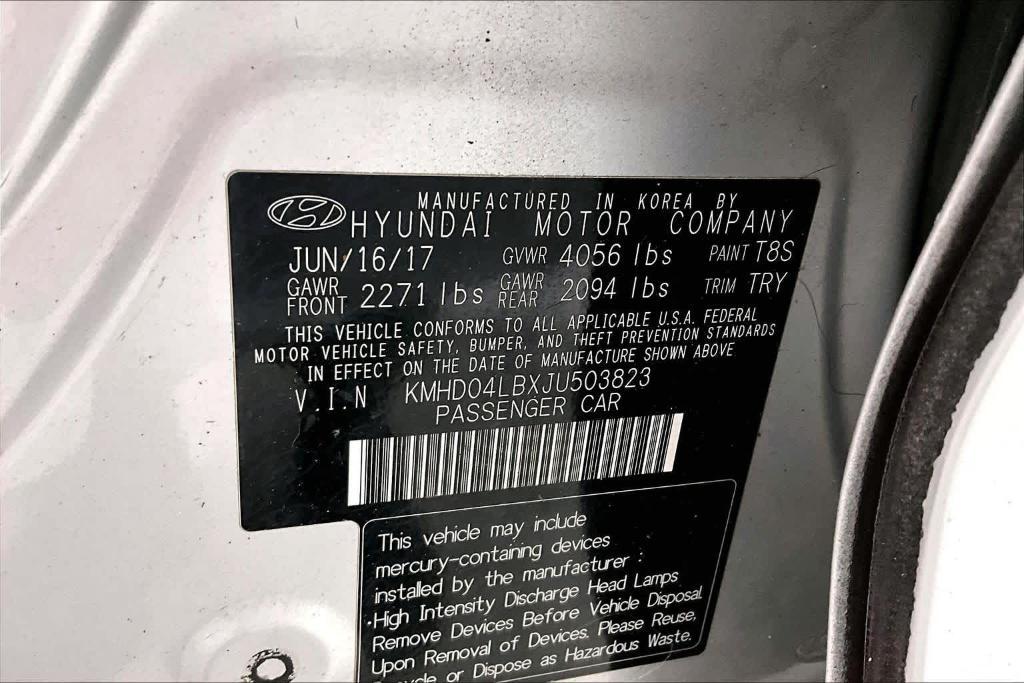 MANUFACTURED IN KOREA BY
HYUNDAI MOTOR COMPANY
JUN/16/17 GVWR 4056 lbs PAINT T8S
GAWR FRONT 2271 lbs GAWR REAR 2094 lbs TRIM TRY
THIS VEHICLE CONFORMS TO ALL APPLICABLE U.S.A. FEDERAL
MOTOR VEHICLE SAFETY, BUMPER, AND THEFT PREVENTION STANDARDS
IN EFFECT ON THE DATE OF MANUFACTURE SHOWN ABOVE
V.I.N KMHD04LBXJU503823
PASSENGER CAR
This vehicle may include
mercury-containing devices
installed by the manufacturer :
·High Intensity Discharge Head Lamps
Remove Devices Before Vehicle Disposal.
Upon Removal of Devices. Please Reuse,
or Dispose as Hazardous Waste.